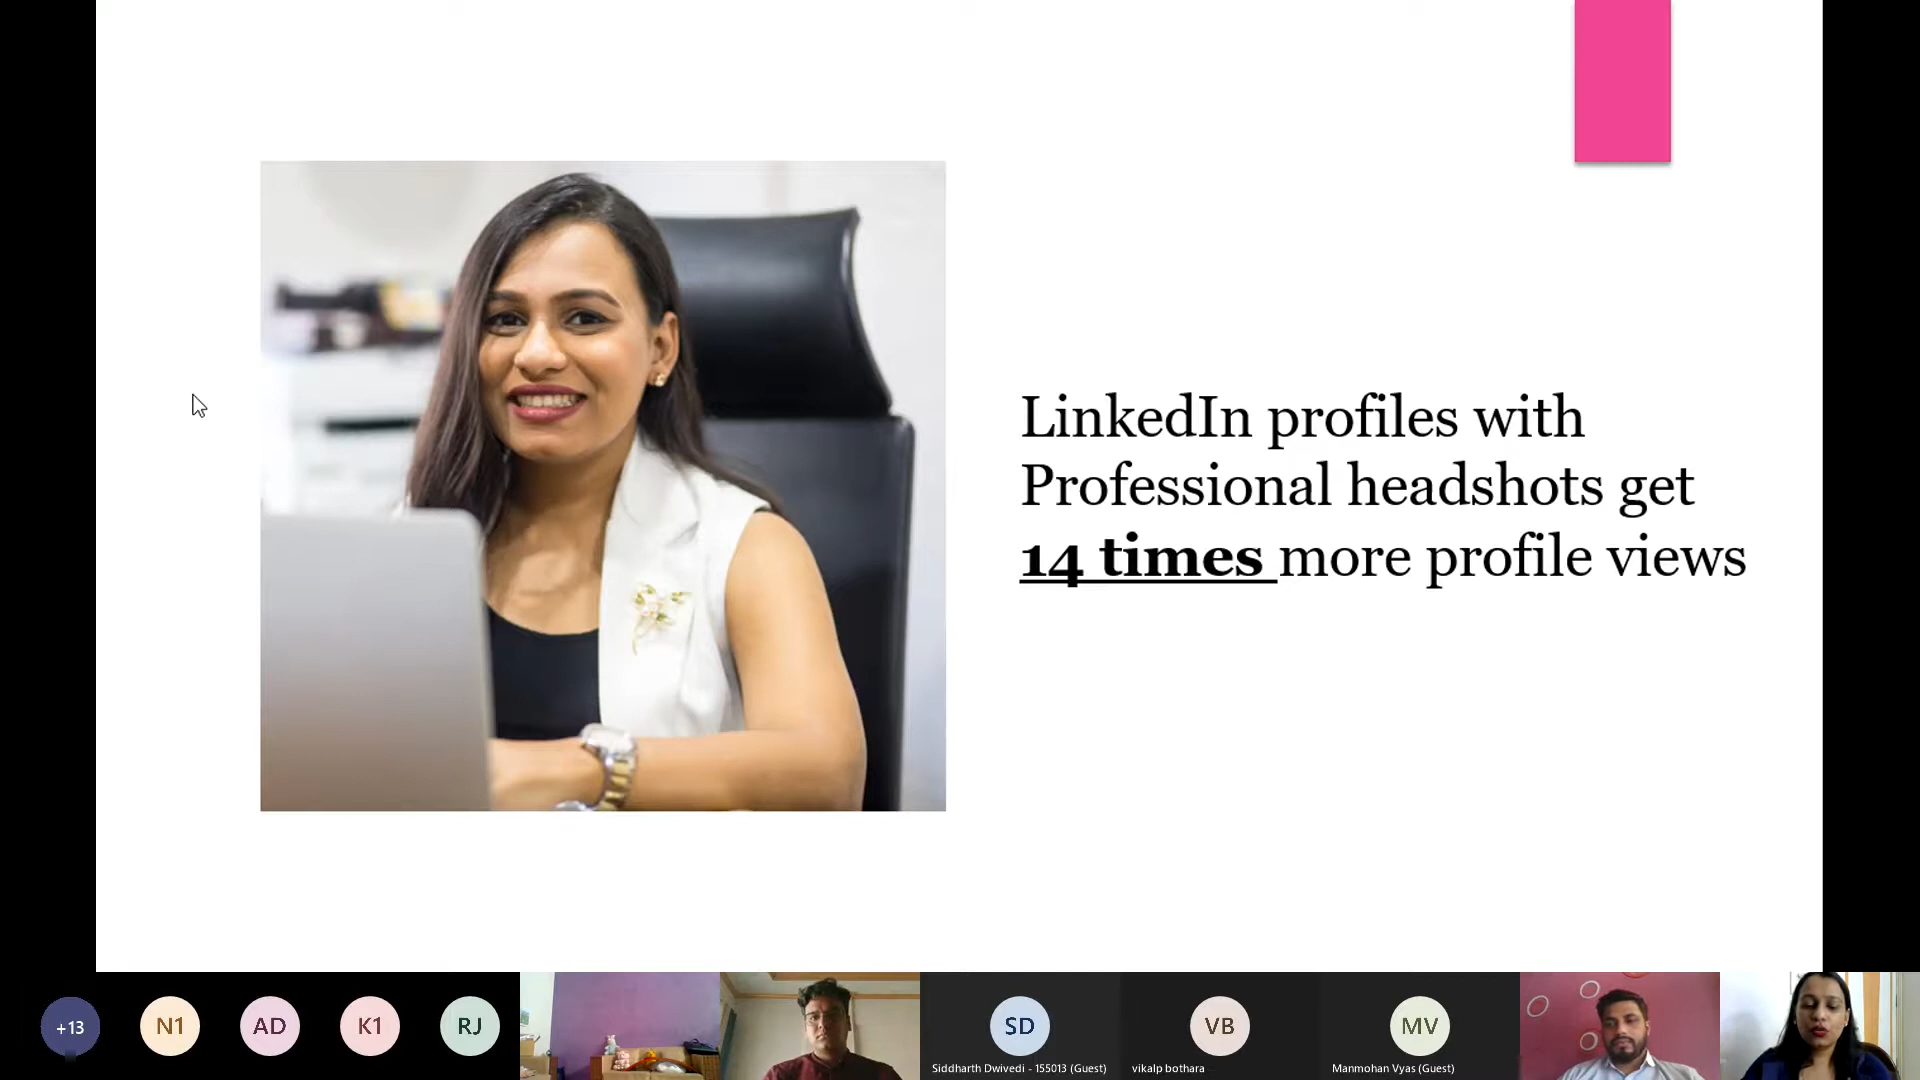 LinkedIn profiles with
Professional headshots get
14 times more profile views
+13
N1
AD
K1
RJ
SD
VB
MV
Siddharth Dwivedi - 155013 (Guest)
vikalp bothara
Manmohan Vyas (Guest)